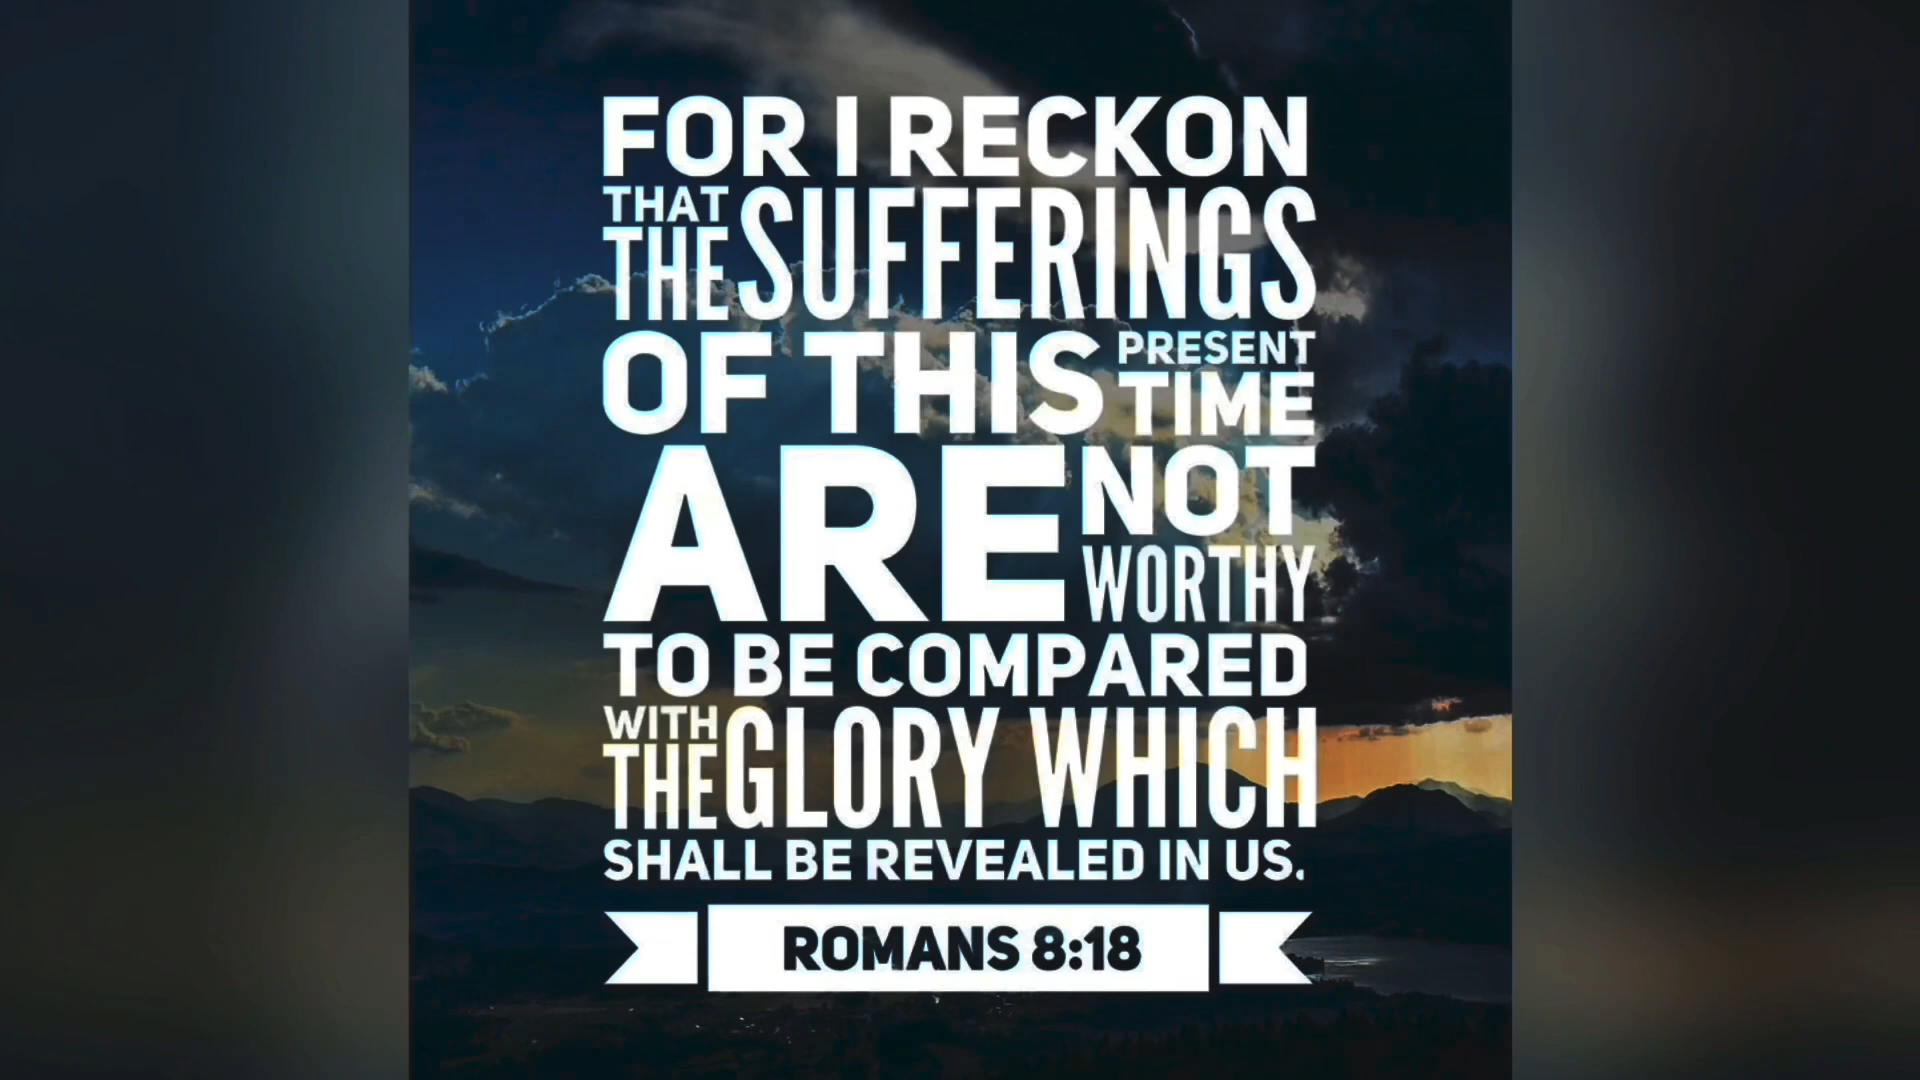 FOR I RECKON
THAT
THE SUFFERINGS
OF THIS PRESENT
TIME
ARE NOT
WORTHY
TO BE COMPARED
WITH
THE GLORY WHICH
SHALL BE REVEALED IN US.
ROMANS 8:18